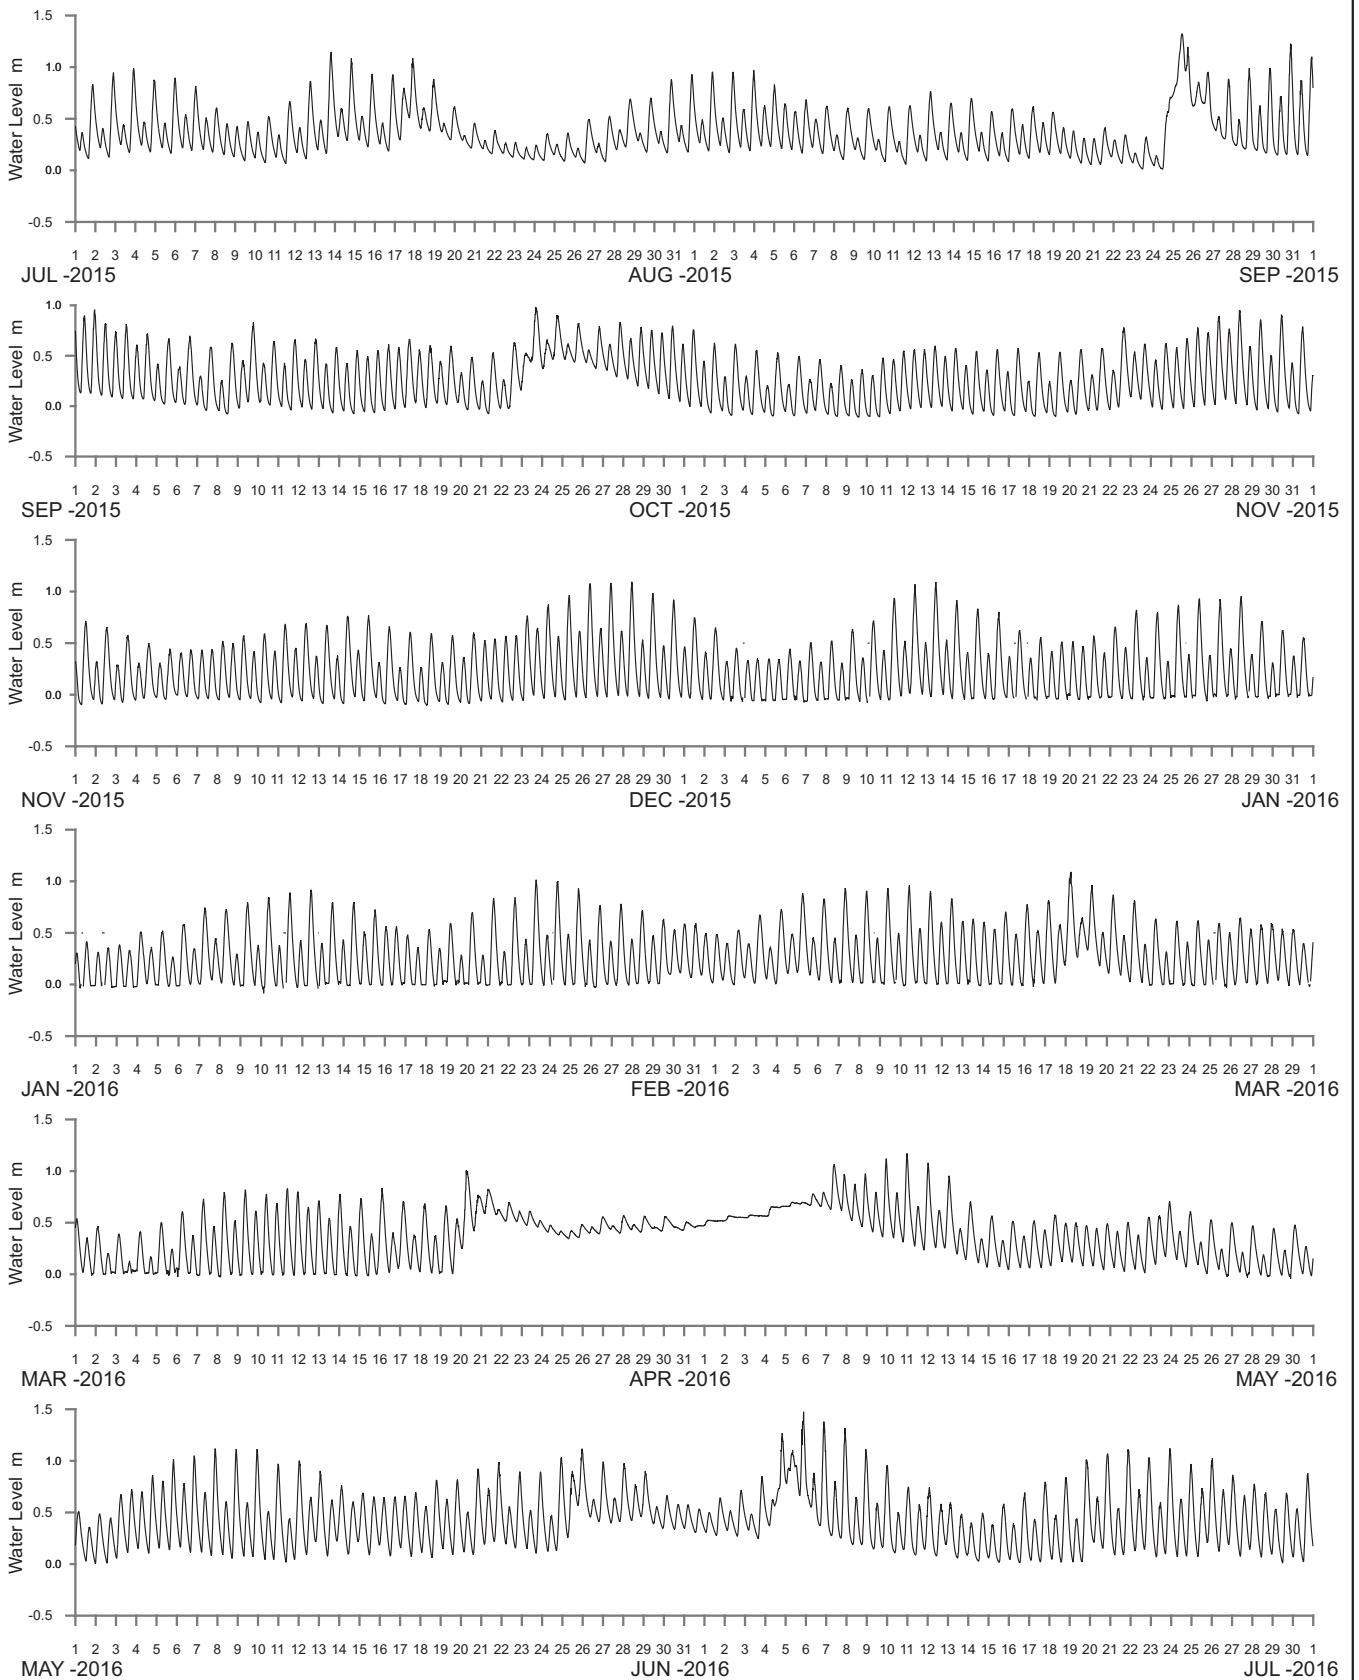 1.5
1.0
0.5
0.0
-0.5
Water Level m
1 2 3 4 5 6 7 8 9 10 11 12 13 14 15 16 17 18 19 20 21 22 23 24 25 26 27 28 29 30 31 1 2 3 4 5 6 7 8 9 10 11 12 13 14 15 16 17 18 19 20 21 22 23 24 25 26 27 28 29 30 31 1
JUL -2015 AUG -2015 SEP -2015
1.0
0.5
0.0
-0.5
Water Level m
1 2 3 4 5 6 7 8 9 10 11 12 13 14 15 16 17 18 19 20 21 22 23 24 25 26 27 28 29 30 1 2 3 4 5 6 7 8 9 10 11 12 13 14 15 16 17 18 19 20 21 22 23 24 25 26 27 28 29 30 31 1
SEP -2015 OCT -2015 NOV -2015
1.5
1.0
0.5
0.0
-0.5
Water Level m
1 2 3 4 5 6 7 8 9 10 11 12 13 14 15 16 17 18 19 20 21 22 23 24 25 26 27 28 29 30 1 2 3 4 5 6 7 8 9 10 11 12 13 14 15 16 17 18 19 20 21 22 23 24 25 26 27 28 29 30 31 1
NOV -2015 DEC -2015 JAN -2016
1.5
1.0
0.5
0.0
-0.5
Water Level m
1 2 3 4 5 6 7 8 9 10 11 12 13 14 15 16 17 18 19 20 21 22 23 24 25 26 27 28 29 30 31 1 2 3 4 5 6 7 8 9 10 11 12 13 14 15 16 17 18 19 20 21 22 23 24 25 26 27 28 29 1
JAN -2016 FEB -2016 MAR -2016
1.5
1.0
0.5
0.0
-0.5
Water Level m
1 2 3 4 5 6 7 8 9 10 11 12 13 14 15 16 17 18 19 20 21 22 23 24 25 26 27 28 29 30 31 1 2 3 4 5 6 7 8 9 10 11 12 13 14 15 16 17 18 19 20 21 22 23 24 25 26 27 28 29 30 1
MAR -2016 APR -2016 MAY -2016
1.5
1.0
0.5
0.0
-0.5
Water Level m
1 2 3 4 5 6 7 8 9 10 11 12 13 14 15 16 17 18 19 20 21 22 23 24 25 26 27 28 29 30 31 1 2 3 4 5 6 7 8 9 10 11 12 13 14 15 16 17 18 19 20 21 22 23 24 25 26 27 28 29 30 1
MAY -2016 JUN -2016 JUL -2016